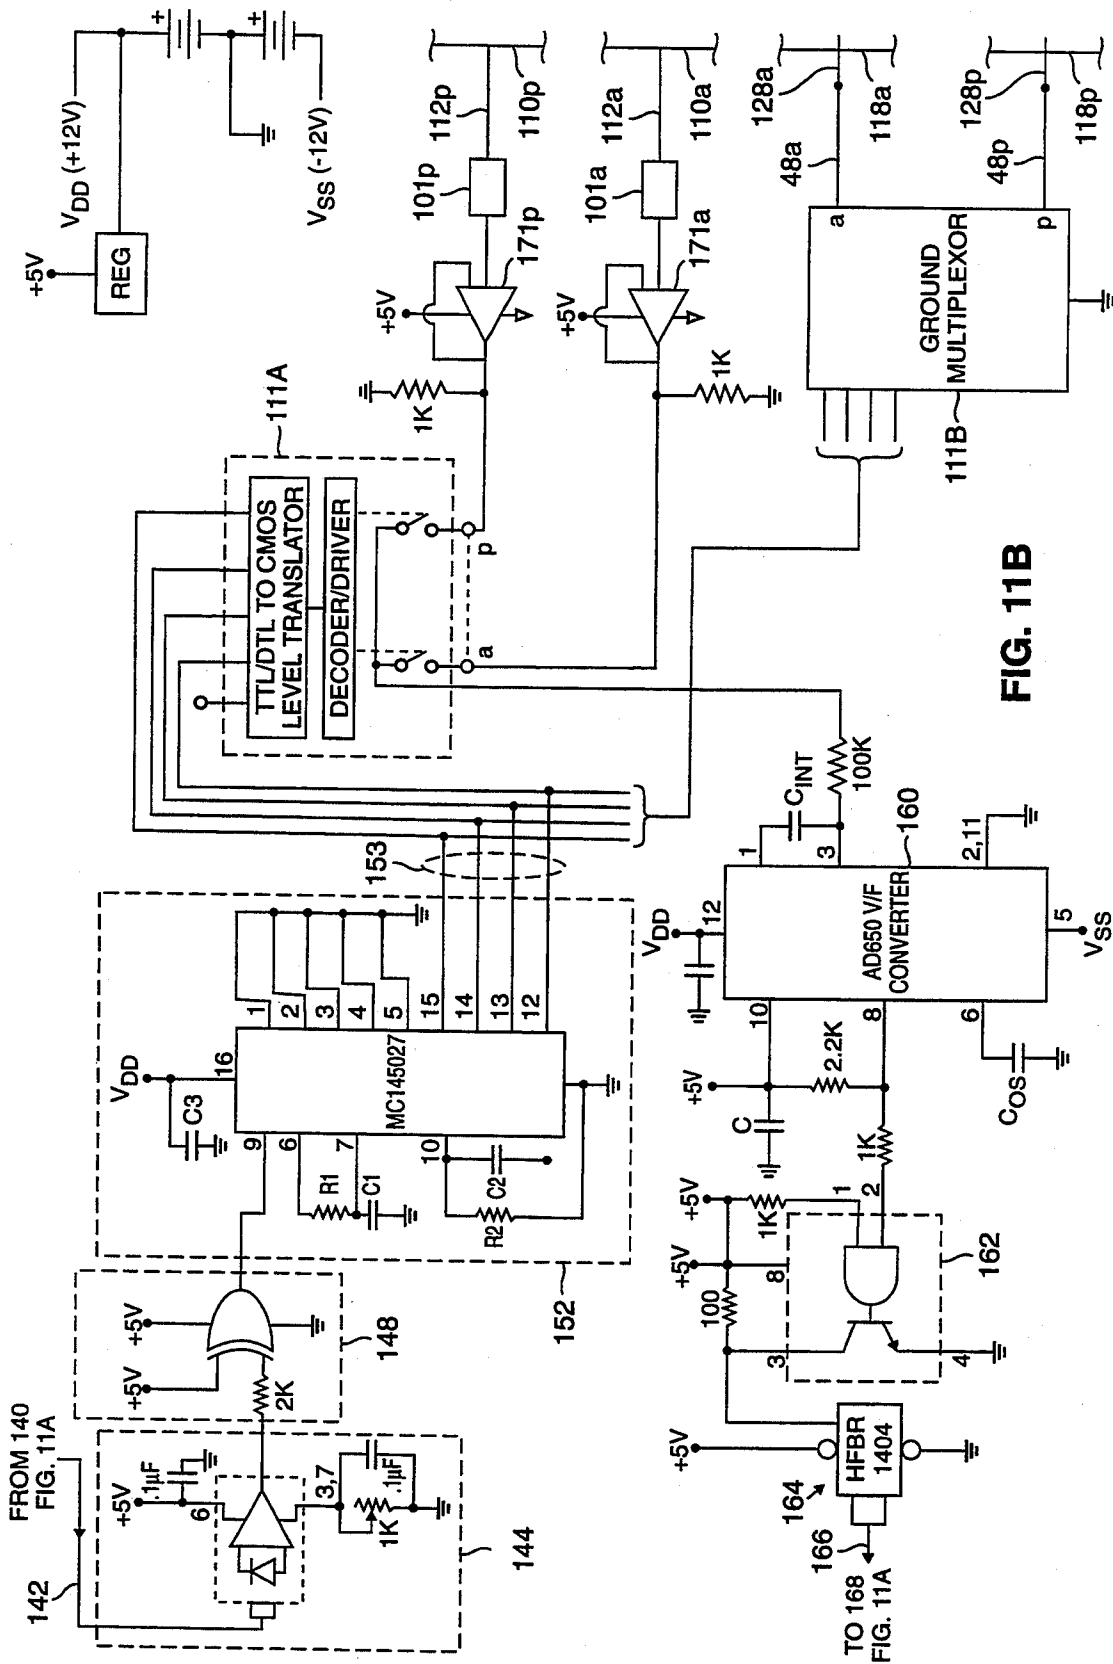 FROM 140
FIG. 11A
142
+5V
.1µF
6
3,7
1K
.1µF
144
+5V
+5V
2K
148
VDD
C3
16
9
6
7
10
R1
C1
R2
C2
MC145027
1
2
3
4
5
15
14
13
12
152
153
111A
TTL/DTL TO CMOS
LEVEL TRANSLATOR
DECODER/DRIVER
a
p
+5V
REG
VDD (+12V)
+
+
VSS (-12V)
1K
+5V
171p
101p
112p
110p
+5V
171a
101a
112a
110a
1K
GROUND
MULTIPLEXOR
111B
a
p
48a
128a
118a
48p
128p
118p
TO 168
FIG. 11A
166
164
HFBR
1404
+5V
100
+5V
+5V
1K
8
3
4
1
2
162
1K
+5V
C
2.2K
10
8
6
COS
VDD
12
AD650 V/F
CONVERTER
160
1
3
2,11
5
VSS
CINT
100K
FIG. 11B